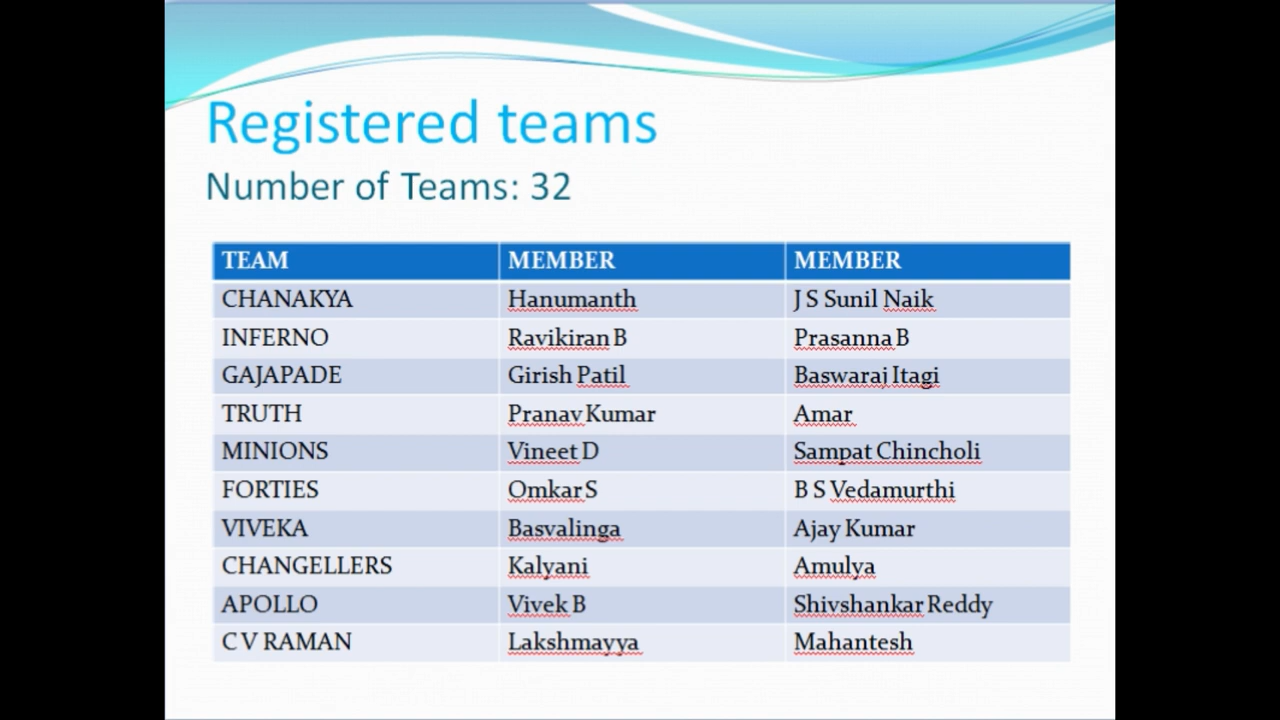 Registered teams
Number of Teams: 32
TEAM MEMBER MEMBER
CHANAKYA Hanumanth J S Sunil Naik
INFERNO Ravikiran B Prasanna B
GAJAPADE Girish Patil Baswaraj Itagi
TRUTH Pranav Kumar Amar
MINIONS Vineet D Sampat Chincholi
FORTIES Omkar S B S Vedamurthi
VIVEKA Basvalinga Ajay Kumar
CHANGELLERS Kalyani Amulya
APOLLO Vivek B Shivshankar Reddy
C V RAMAN Lakshmayya Mahantesh